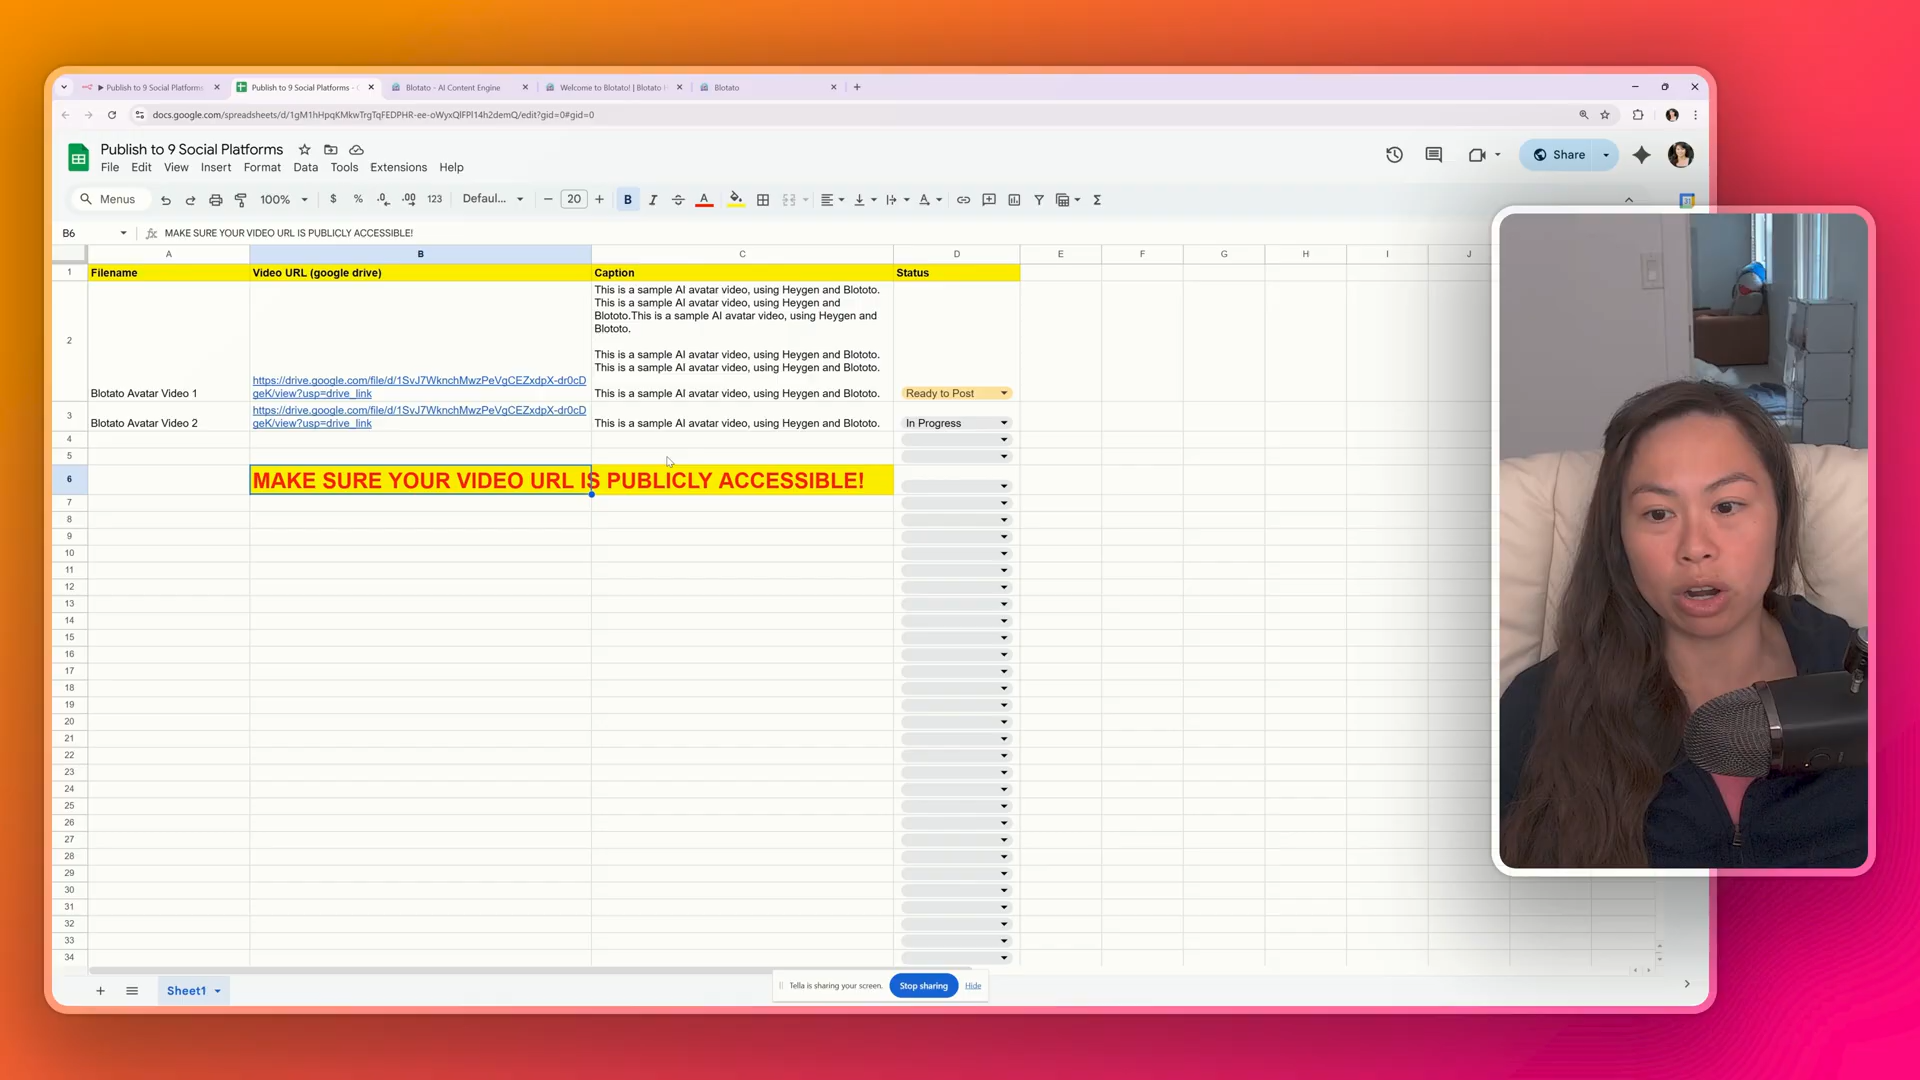 Publish to 9 Social Platforms
Publish to 9 Social Platforms -
Blotato - AI Content Engine
Welcome to Blotato! | Blotato
Blotato
docs.google.com/spreadsheets/d/1gM1hHpqKMkwTrgTqFEDPHR-ee-oWyxQlFPl14h2demQ/edit?gid=0#gid=0
Publish to 9 Social Platforms
File Edit View Insert Format Data Tools Extensions Help
Share
Menus 100% $ % .0 .00 123 Defaul... 20 B I A
B6 MAKE SURE YOUR VIDEO URL IS PUBLICLY ACCESSIBLE!
A B C D E F G H I J
1 Filename Video URL (google drive) Caption Status
This is a sample AI avatar video, using Heygen and Blototo.
This is a sample AI avatar video, using Heygen and
Blototo.This is a sample AI avatar video, using Heygen and
Blototo.
2
This is a sample AI avatar video, using Heygen and Blototo.
This is a sample AI avatar video, using Heygen and Blototo.
https://drive.google.com/file/d/1SvJ7WknchMwzPeVgCEZxdpX-dr0cD
Blotato Avatar Video 1 geK/view?usp=drive_link This is a sample AI avatar video, using Heygen and Blototo. Ready to Post
3 https://drive.google.com/file/d/1SvJ7WknchMwzPeVgCEZxdpX-dr0cD
Blotato Avatar Video 2 geK/view?usp=drive_link This is a sample AI avatar video, using Heygen and Blototo. In Progress
4
5
6 MAKE SURE YOUR VIDEO URL IS PUBLICLY ACCESSIBLE!
7
8
9
10
11
12
13
14
15
16
17
18
19
20
21
22
23
24
25
26
27
28
29
30
31
32
33
34
Tella is sharing your screen. Stop sharing Hide
Sheet1